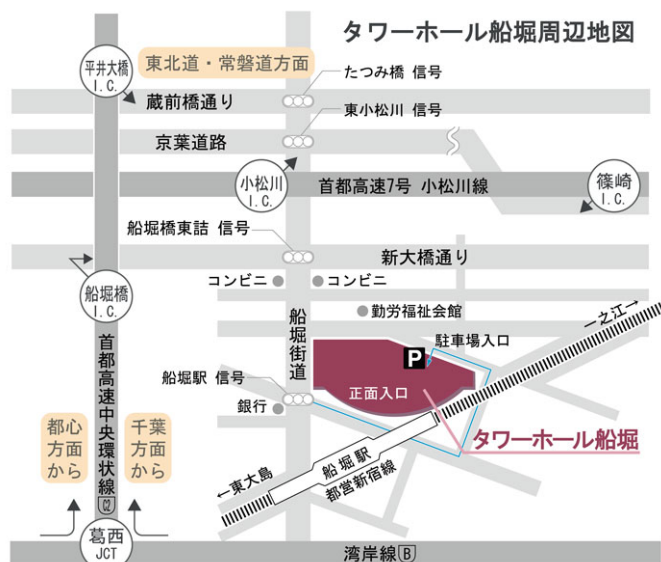 タワーホール船堀周辺地図
平井大橋
I.C.
東北道・常磐道方面
たつみ橋 信号
蔵前橋通り
東小松川 信号
京葉道路
小松川
I.C.
首都高速7号 小松川線
篠崎
I.C.
船堀橋東詰 信号
新大橋通り
コンビニ
コンビニ
船堀橋
I.C.
勤労福祉会館
一之江→
船堀街道
駐車場入口
P
首都高速中央環状線
C2
船堀駅 信号
正面入口
銀行
タワーホール船堀
都心
方面
から
千葉
方面
から
船堀駅
都営新宿線
←東大島
葛西
JCT
湾岸線B